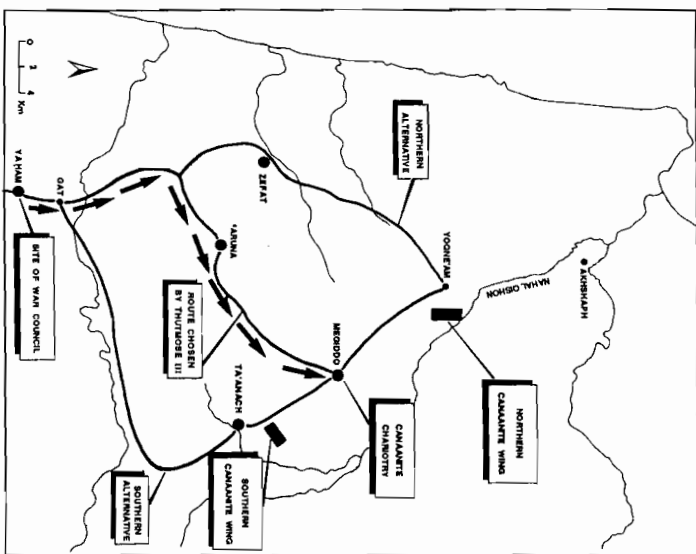 AKHSHAPH
NAHAL QISHON
NORTHERN
CANAANITE WING
YOQNE'AM
NORTHERN
ALTERNATIVE
CANAANITE
CHARIOTRY
MEGIDDO
SOUTHERN
CANAANITE WING
TA'ANACH
ZEFAT
'ARUNA
ROUTE CHOSEN
BY THUTMOSE III
SOUTHERN
ALTERNATIVE
GAT
YAHAM
SITE OF WAR COUNCIL
0 2 4 Km